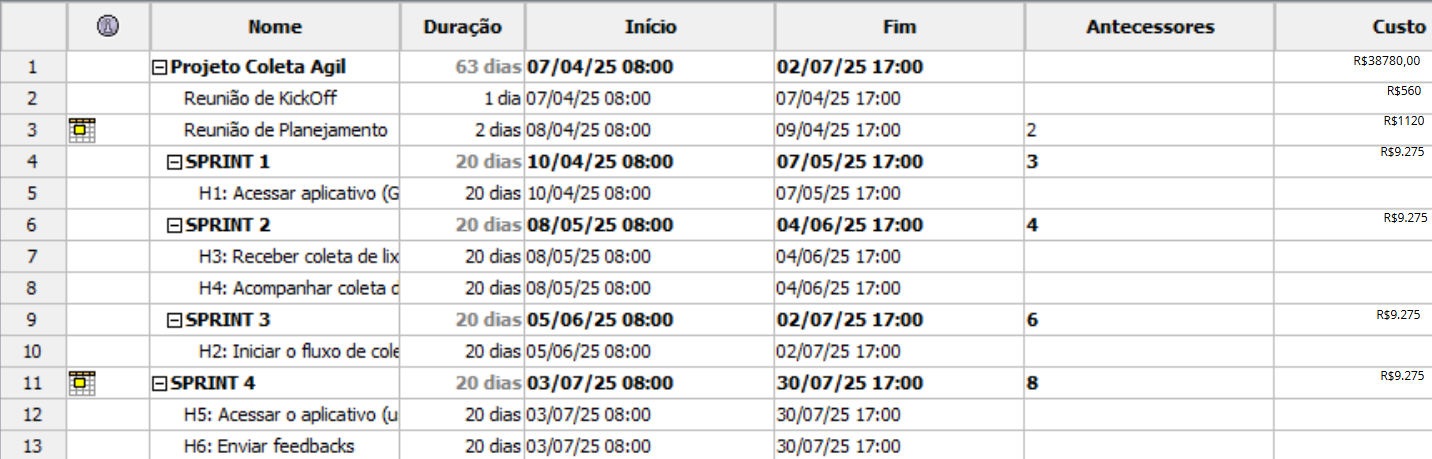 Nome Duração Início Fim Antecessores Custo
1 Projeto Coleta Agil 63 dias 07/04/25 08:00 02/07/25 17:00 R$38780,00
2 Reunião de KickOff 1 dia 07/04/25 08:00 07/04/25 17:00 R$560
3 Reunião de Planejamento 2 dias 08/04/25 08:00 09/04/25 17:00 2 R$1120
4 SPRINT 1 20 dias 10/04/25 08:00 07/05/25 17:00 3 R$9.275
5 H1: Acessar aplicativo (G 20 dias 10/04/25 08:00 07/05/25 17:00
6 SPRINT 2 20 dias 08/05/25 08:00 04/06/25 17:00 4 R$9.275
7 H3: Receber coleta de lix 20 dias 08/05/25 08:00 04/06/25 17:00
8 H4: Acompanhar coleta d 20 dias 08/05/25 08:00 04/06/25 17:00
9 SPRINT 3 20 dias 05/06/25 08:00 02/07/25 17:00 6 R$9.275
10 H2: Iniciar o fluxo de cole 20 dias 05/06/25 08:00 02/07/25 17:00
11 SPRINT 4 20 dias 03/07/25 08:00 30/07/25 17:00 8 R$9.275
12 H5: Acessar o aplicativo (u 20 dias 03/07/25 08:00 30/07/25 17:00
13 H6: Enviar feedbacks 20 dias 03/07/25 08:00 30/07/25 17:00